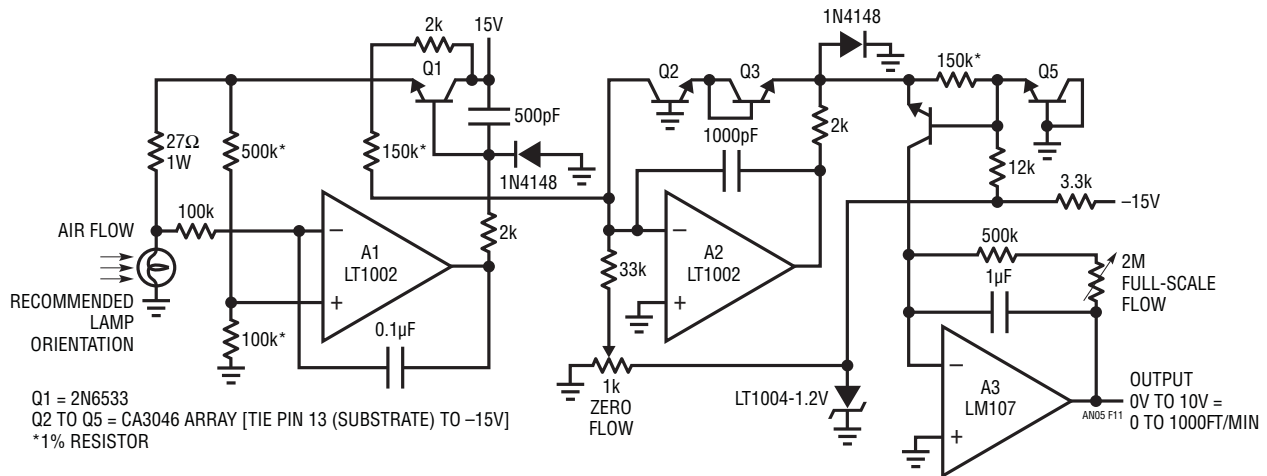 2k
15V
1N4148
Q1
Q2
Q3
150k*
Q5
27Ω
1W
500k*
150k*
500pF
1000pF
2k
12k
1N4148
3.3k
–15V
AIR FLOW
100k
2k
33k
500k
A1
LT1002
A2
LT1002
1µF
2M
FULL-SCALE
FLOW
RECOMMENDED
LAMP
ORIENTATION
100k*
0.1µF
1k
ZERO
FLOW
LT1004-1.2V
A3
LM107
OUTPUT
0V TO 10V =
0 TO 1000FT/MIN
AN05 F11
Q1 = 2N6533
Q2 TO Q5 = CA3046 ARRAY [TIE PIN 13 (SUBSTRATE) TO –15V]
*1% RESISTOR
–
+
–
+
–
+